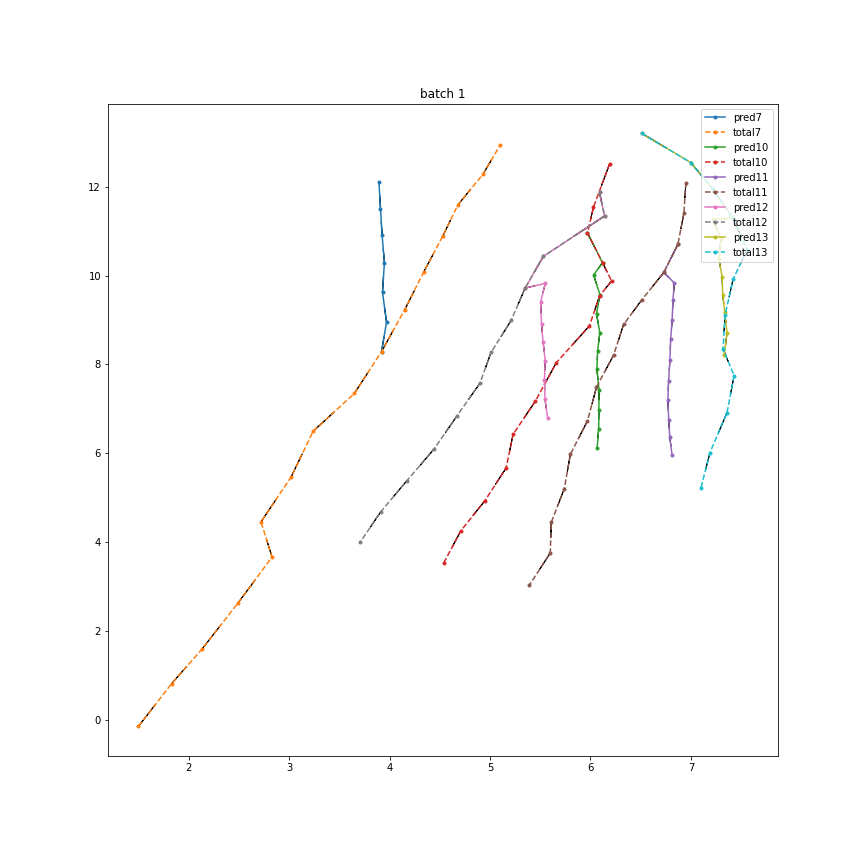 batch 1
pred7
total7
pred10
total10
pred11
total11
pred12
total12
pred13
total13
12
10
8
6
4
2
0
2 3 4 5 6 7